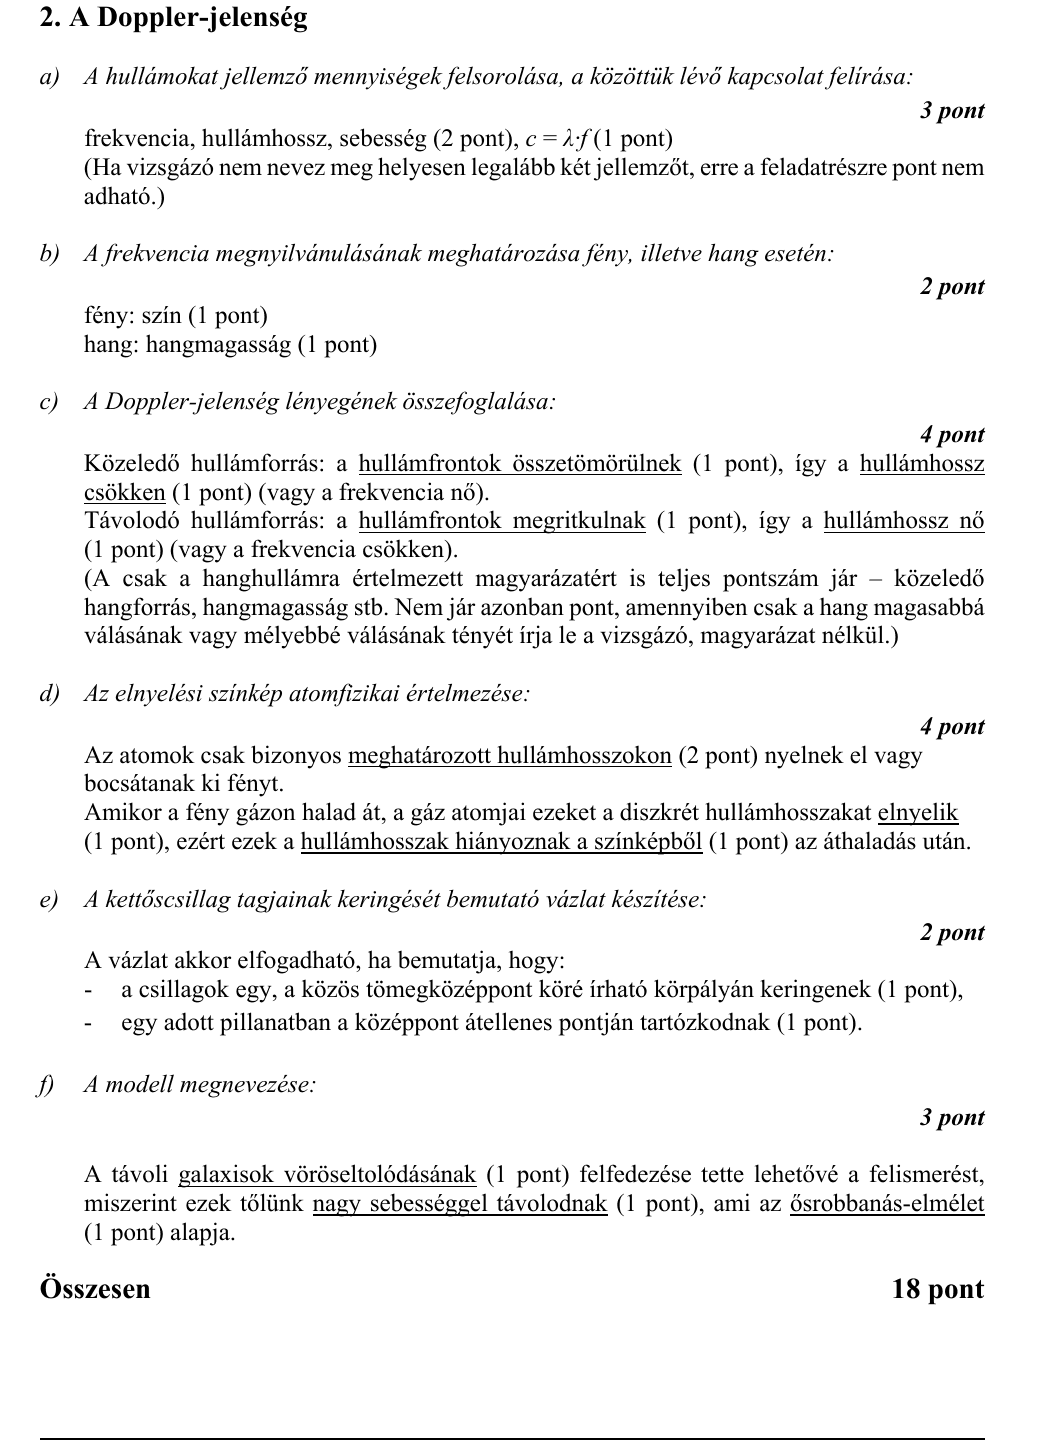 2. A Doppler-jelenség
a) A hullámokat jellemző mennyiségek felsorolása, a közöttük lévő kapcsolat felírása:
3 pont
frekvencia, hullámhossz, sebesség (2 pont), c = λ·f (1 pont)
(Ha vizsgázó nem nevez meg helyesen legalább két jellemzőt, erre a feladatrészre pont nem
adható.)
b) A frekvencia megnyilvánulásának meghatározása fény, illetve hang esetén:
2 pont
fény: szín (1 pont)
hang: hangmagasság (1 pont)
c) A Doppler-jelenség lényegének összefoglalása:
4 pont
Közeledő hullámforrás: a hullámfrontok összetömörülnek (1 pont), így a hullámhossz
csökken (1 pont) (vagy a frekvencia nő).
Távolodó hullámforrás: a hullámfrontok megritkulnak (1 pont), így a hullámhossz nő
(1 pont) (vagy a frekvencia csökken).
(A csak a hanghullámra értelmezett magyarázatért is teljes pontszám jár – közeledő
hangforrás, hangmagasság stb. Nem jár azonban pont, amennyiben csak a hang magasabbá
válásának vagy mélyebbé válásának tényét írja le a vizsgázó, magyarázat nélkül.)
d) Az elnyelési színkép atomfizikai értelmezése:
4 pont
Az atomok csak bizonyos meghatározott hullámhosszokon (2 pont) nyelnek el vagy
bocsátanak ki fényt.
Amikor a fény gázon halad át, a gáz atomjai ezeket a diszkrét hullámhosszakat elnyelik
(1 pont), ezért ezek a hullámhosszak hiányoznak a színképből (1 pont) az áthaladás után.
e) A kettőscsillag tagjainak keringését bemutató vázlat készítése:
2 pont
A vázlat akkor elfogadható, ha bemutatja, hogy:
- a csillagok egy, a közös tömegközéppont köré írható körpályán keringenek (1 pont),
- egy adott pillanatban a középpont átellenes pontján tartózkodnak (1 pont).
f) A modell megnevezése:
3 pont
A távoli galaxisok vöröseltolódásának (1 pont) felfedezése tette lehetővé a felismerést,
miszerint ezek tőlünk nagy sebességgel távolodnak (1 pont), ami az ősrobbanás-elmélet
(1 pont) alapja.
Összesen 18 pont